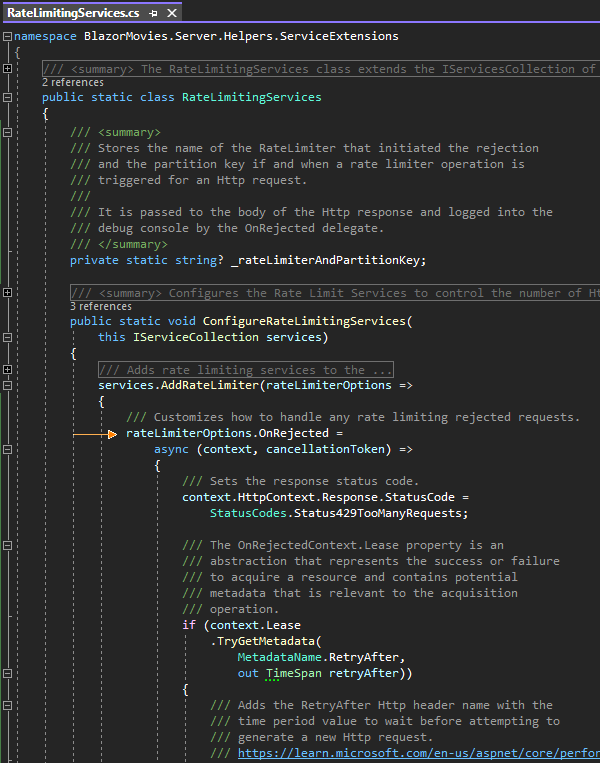 RateLimitingServices.cs
namespace BlazorMovies.Server.Helpers.ServiceExtensions
{
/// <summary> The RateLimitingServices class extends the IServicesCollection of
2 references
public static class RateLimitingServices
{
/// <summary>
/// Stores the name of the RateLimiter that initiated the rejection
/// and the partition key if and when a rate limiter operation is
/// triggered for an Http request.
///
/// It is passed to the body of the Http response and logged into the
/// debug console by the OnRejected delegate.
/// </summary>
private static string? _rateLimiterAndPartitionKey;
/// <summary> Configures the Rate Limit Services to control the number of Ht
3 references
public static void ConfigureRateLimitingServices(
this IServiceCollection services)
{
/// Adds rate limiting services to the ...
services.AddRateLimiter(rateLimiterOptions =>
{
/// Customizes how to handle any rate limiting rejected requests.
rateLimiterOptions.OnRejected =
async (context, cancellationToken) =>
{
/// Sets the response status code.
context.HttpContext.Response.StatusCode =
StatusCodes.Status429TooManyRequests;
/// The OnRejectedContext.Lease property is an
/// abstraction that represents the success or failure
/// to acquire a resource and contains potential
/// metadata that is relevant to the acquisition
/// operation.
if (context.Lease
.TryGetMetadata(
MetadataName.RetryAfter,
out TimeSpan retryAfter))
{
/// Adds the RetryAfter Http header name with the
/// time period value to wait before attempting to
/// generate a new Http request.
/// https://learn.microsoft.com/en-us/aspnet/core/perfor